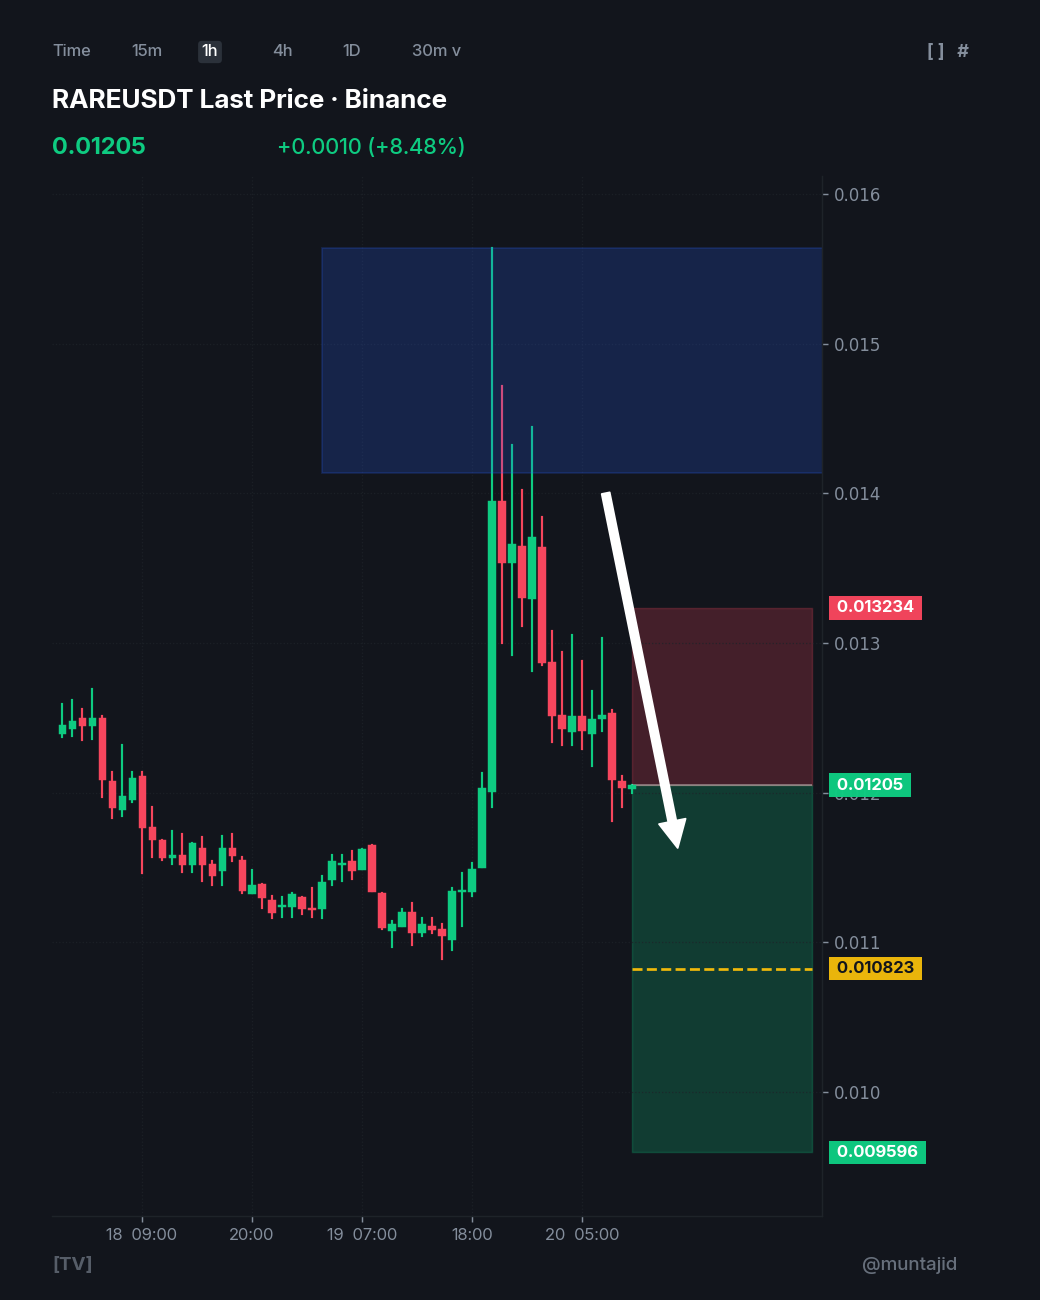 Time 15m 1h 4h 1D 30m v [ ] #
RAREUSDT Last Price · Binance
0.01205 +0.0010 (+8.48%)
0.016
0.015
0.014
0.013234
0.013
0.01205
0.012
0.011
0.010823
0.010
0.009596
18 09:00 20:00 19 07:00 18:00 20 05:00
[TV] @muntajid